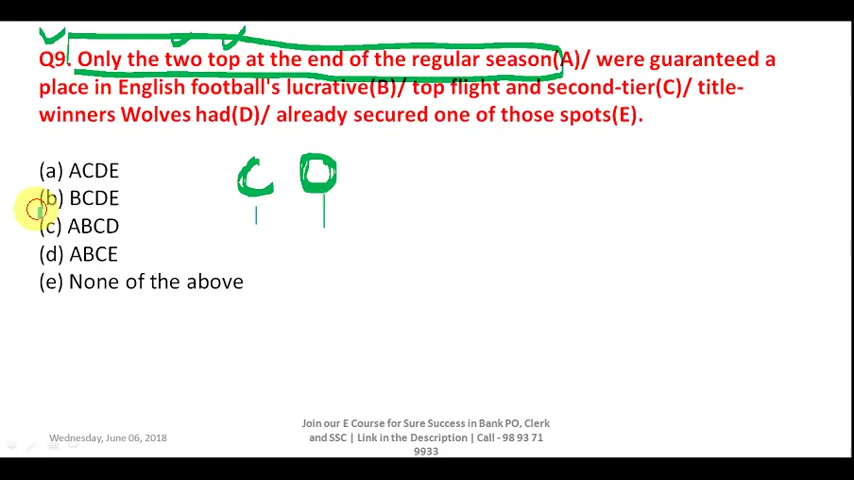 Q9. Only the two top at the end of the regular season(A)/ were guaranteed a
place in English football's lucrative(B)/ top flight and second-tier(C)/ title-
winners Wolves had(D)/ already secured one of those spots(E).
(a) ACDE
(b) BCDE
(c) ABCD
(d) ABCE
(e) None of the above
C D
Wednesday, June 06, 2018
Join our E Course for Sure Success in Bank PO, Clerk
and SSC | Link in the Description | Call - 98 93 71
9933